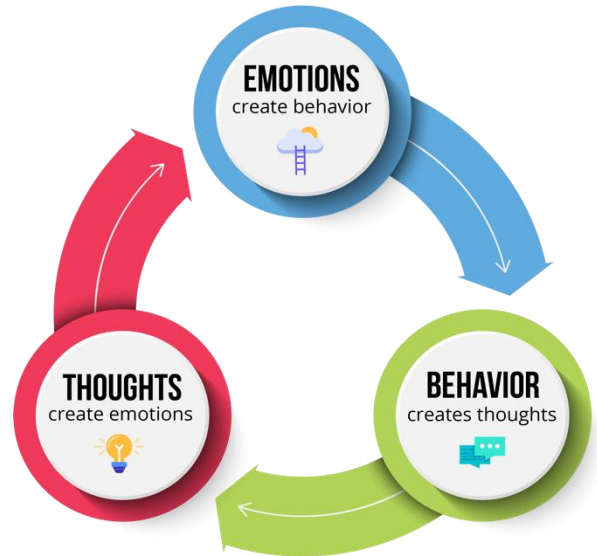 EMOTIONS
create behavior
THOUGHTS
create emotions
BEHAVIOR
creates thoughts